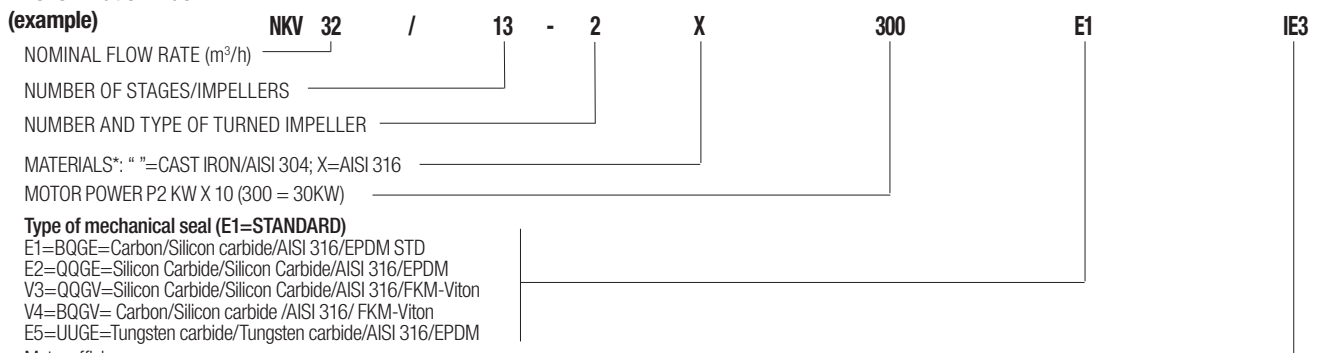 (example) NKV 32 / 13 - 2 X 300 E1 IE3
NOMINAL FLOW RATE (m³/h)
NUMBER OF STAGES/IMPELLERS
NUMBER AND TYPE OF TURNED IMPELLER
MATERIALS*: “ ”=CAST IRON/AISI 304; X=AISI 316
MOTOR POWER P2 KW X 10 (300 = 30KW)
Type of mechanical seal (E1=STANDARD)
E1=BQGE=Carbon/Silicon carbide/AISI 316/EPDM STD
E2=QQGE=Silicon Carbide/Silicon Carbide/AISI 316/EPDM
V3=QQGV=Silicon Carbide/Silicon Carbide/AISI 316/FKM-Viton
V4=BQGV= Carbon/Silicon carbide /AISI 316/ FKM-Viton
E5=UUGE=Tungsten carbide/Tungsten carbide/AISI 316/EPDM